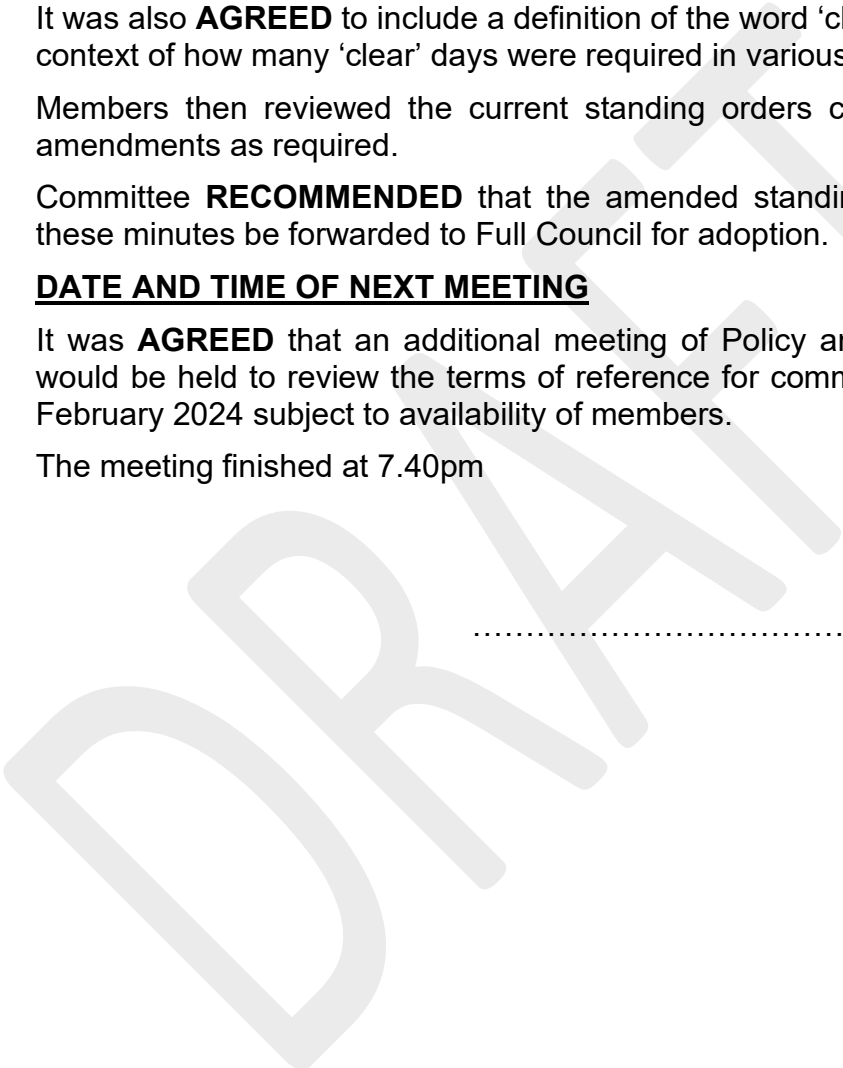 It was also AGREED to include a definition of the word ‘cl
context of how many ‘clear’ days were required in various
Members then reviewed the current standing orders c
amendments as required.
Committee RECOMMENDED that the amended standin
these minutes be forwarded to Full Council for adoption.
DATE AND TIME OF NEXT MEETING
It was AGREED that an additional meeting of Policy an
would be held to review the terms of reference for comm
February 2024 subject to availability of members.
The meeting finished at 7.40pm
…………………………….
DRAFT